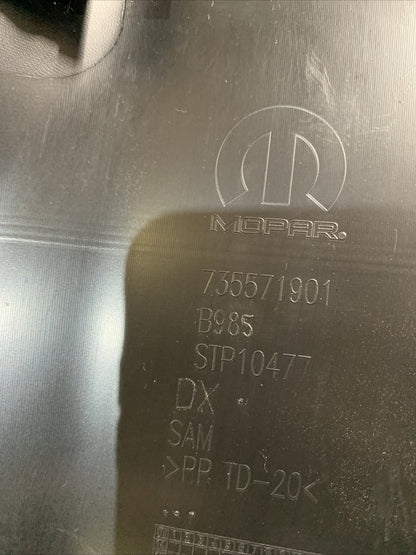 MOPAR®
735571901
B985
STP10477
DX
SAM
>PP TD-20<